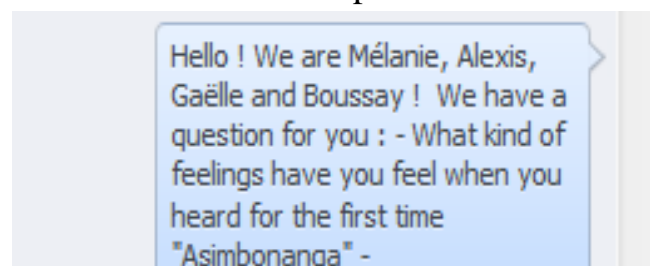 Hello ! We are Mélanie, Alexis,
Gaëlle and Boussay !  We have a
question for you : - What kind of
feelings have you feel when you
heard for the first time
"Asimbonanga" -